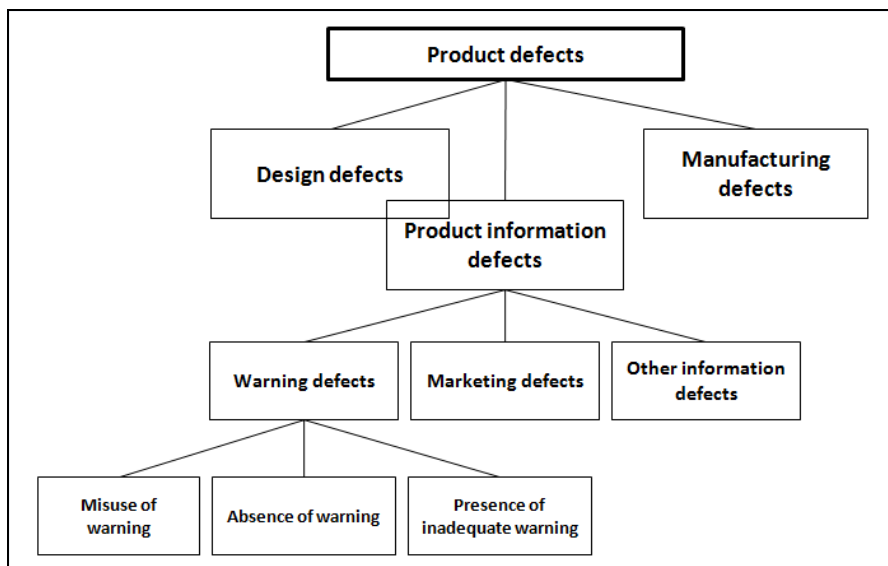 Product defects
Design defects
Manufacturing
defects
Product information
defects
Warning defects
Marketing defects
Other information
defects
Misuse of
warning
Absence of warning
Presence of
inadequate warning